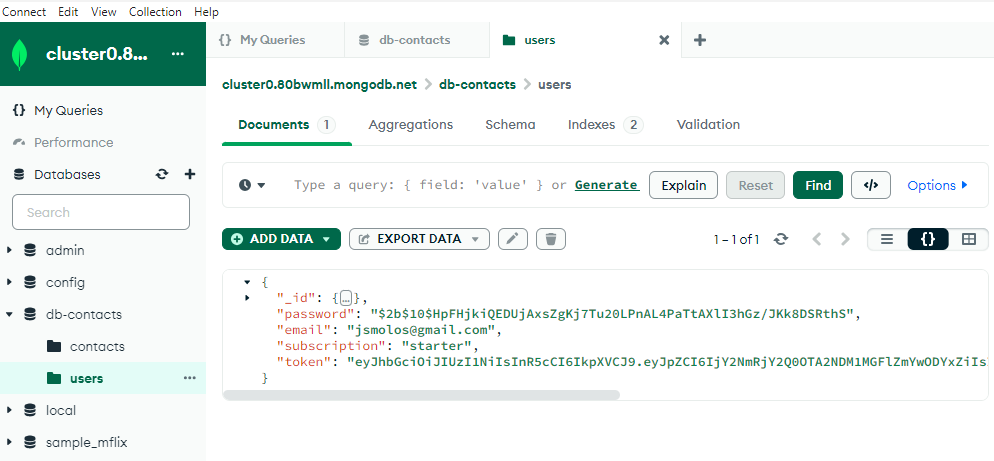 Connect Edit View Collection Help
cluster0.8... ...
{} My Queries
db-contacts
users
cluster0.80bwmll.mongodb.net > db-contacts > users
Documents 1 Aggregations Schema Indexes 2 Validation
{} My Queries
Performance
Databases
Search
admin
config
db-contacts
contacts
users ...
local
sample_mflix
Type a query: { field: 'value' } or Generate Explain Reset Find </> Options
ADD DATA EXPORT DATA 1 – 1 of 1 {}
{
"_id": {...},
"password": "$2b$10$HpFHjkiQEDUjAxsZgKj7Tu20LPnAL4PaTtAXlI3hGz/JKk8DSRthS",
"email": "jsmolos@gmail.com",
"subscription": "starter",
"token": "eyJhbGciOiJIUzI1NiIsInR5cCI6IkpXVCJ9.eyJpZCI6IjY2NmRjY2Q0OTA2NDM1MGFlZmYwODYxZiIs
}